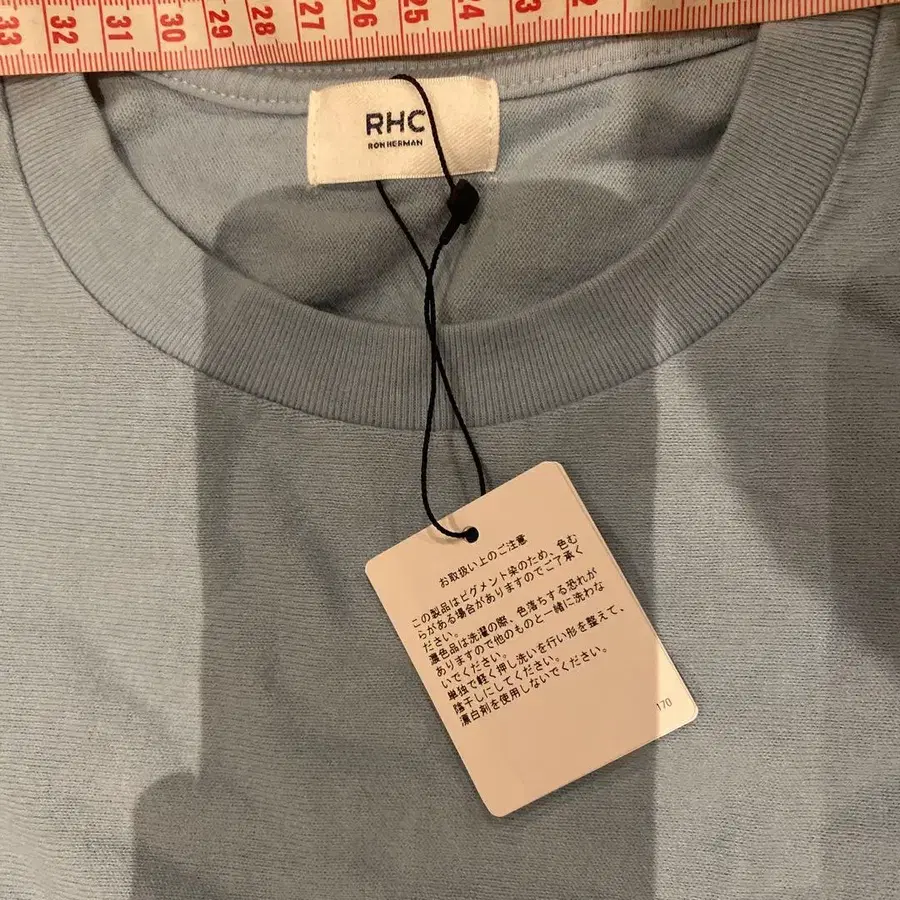 33 32 31 30 29 28 27 26 25 24 23 22
RHC
RON HERMAN
お取扱い上のご注意
この製品はピグメント染のため、色む
らがある場合がありますのでご了承く
ださい。
濃色品は洗濯の際、色落ちする恐れが
ありますので他のものと一緒に洗わな
いでください。
単独で軽く押し洗いを行い形を整えて、
陰干しにしてください。
漂白剤を使用しないでください。
170